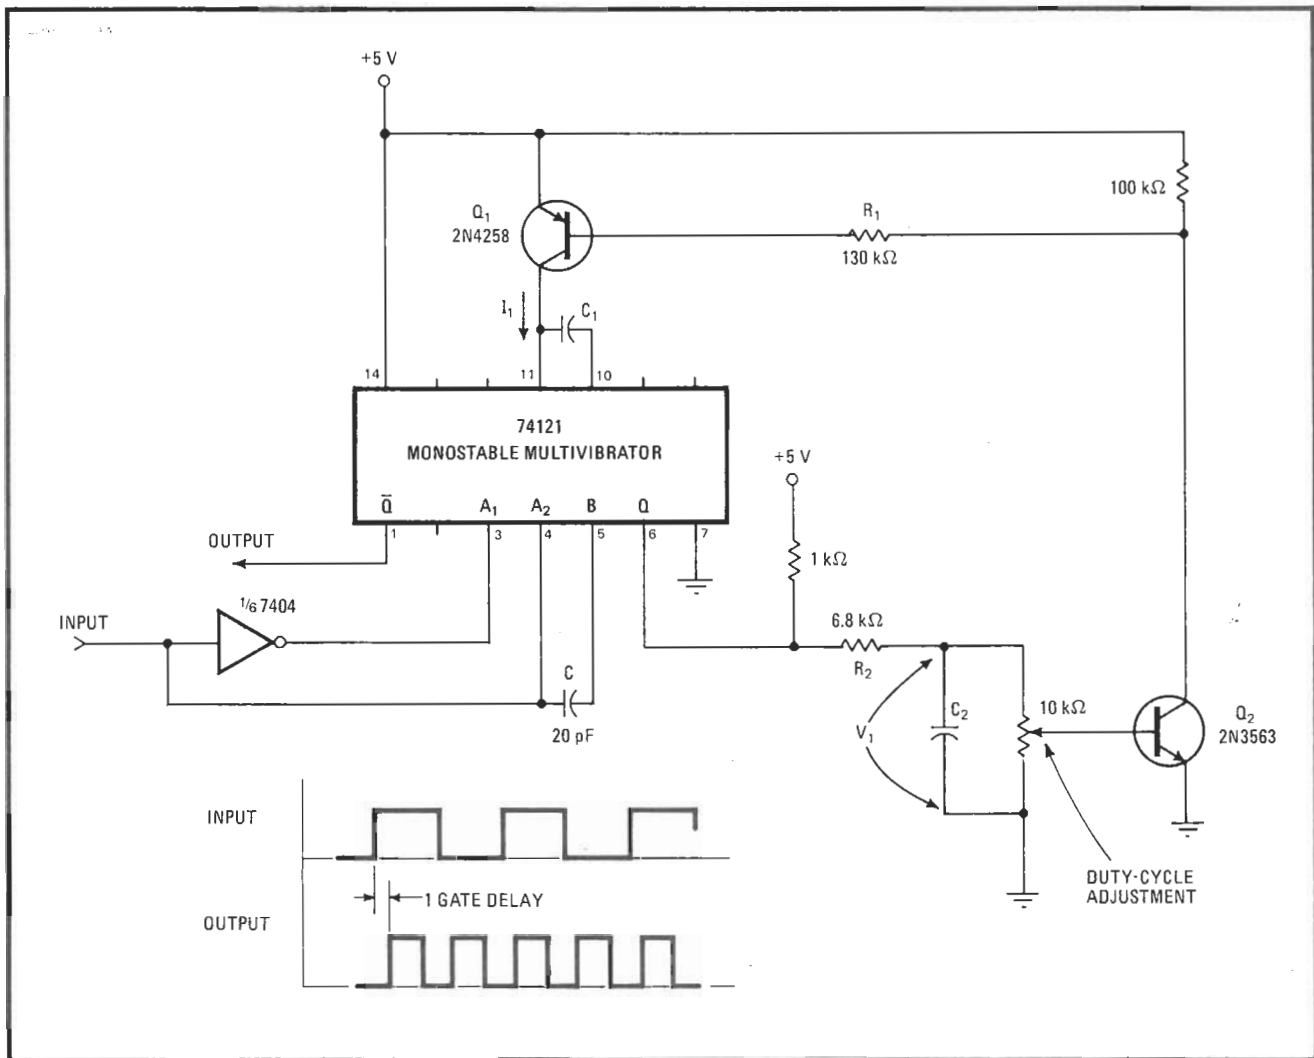 +5 V
100 kΩ
Q1
2N4258
R1
130 kΩ
I1
C1
14
11
10
74121
MONOSTABLE MULTIVIBRATOR
Q̅
A1
A2
B
Q
1
3
4
5
6
7
+5 V
OUTPUT
1 kΩ
1/6 7404
INPUT
6.8 kΩ
R2
C
20 pF
V1
C2
10 kΩ
Q2
2N3563
INPUT
1 GATE DELAY
DUTY-CYCLE
ADJUSTMENT
OUTPUT